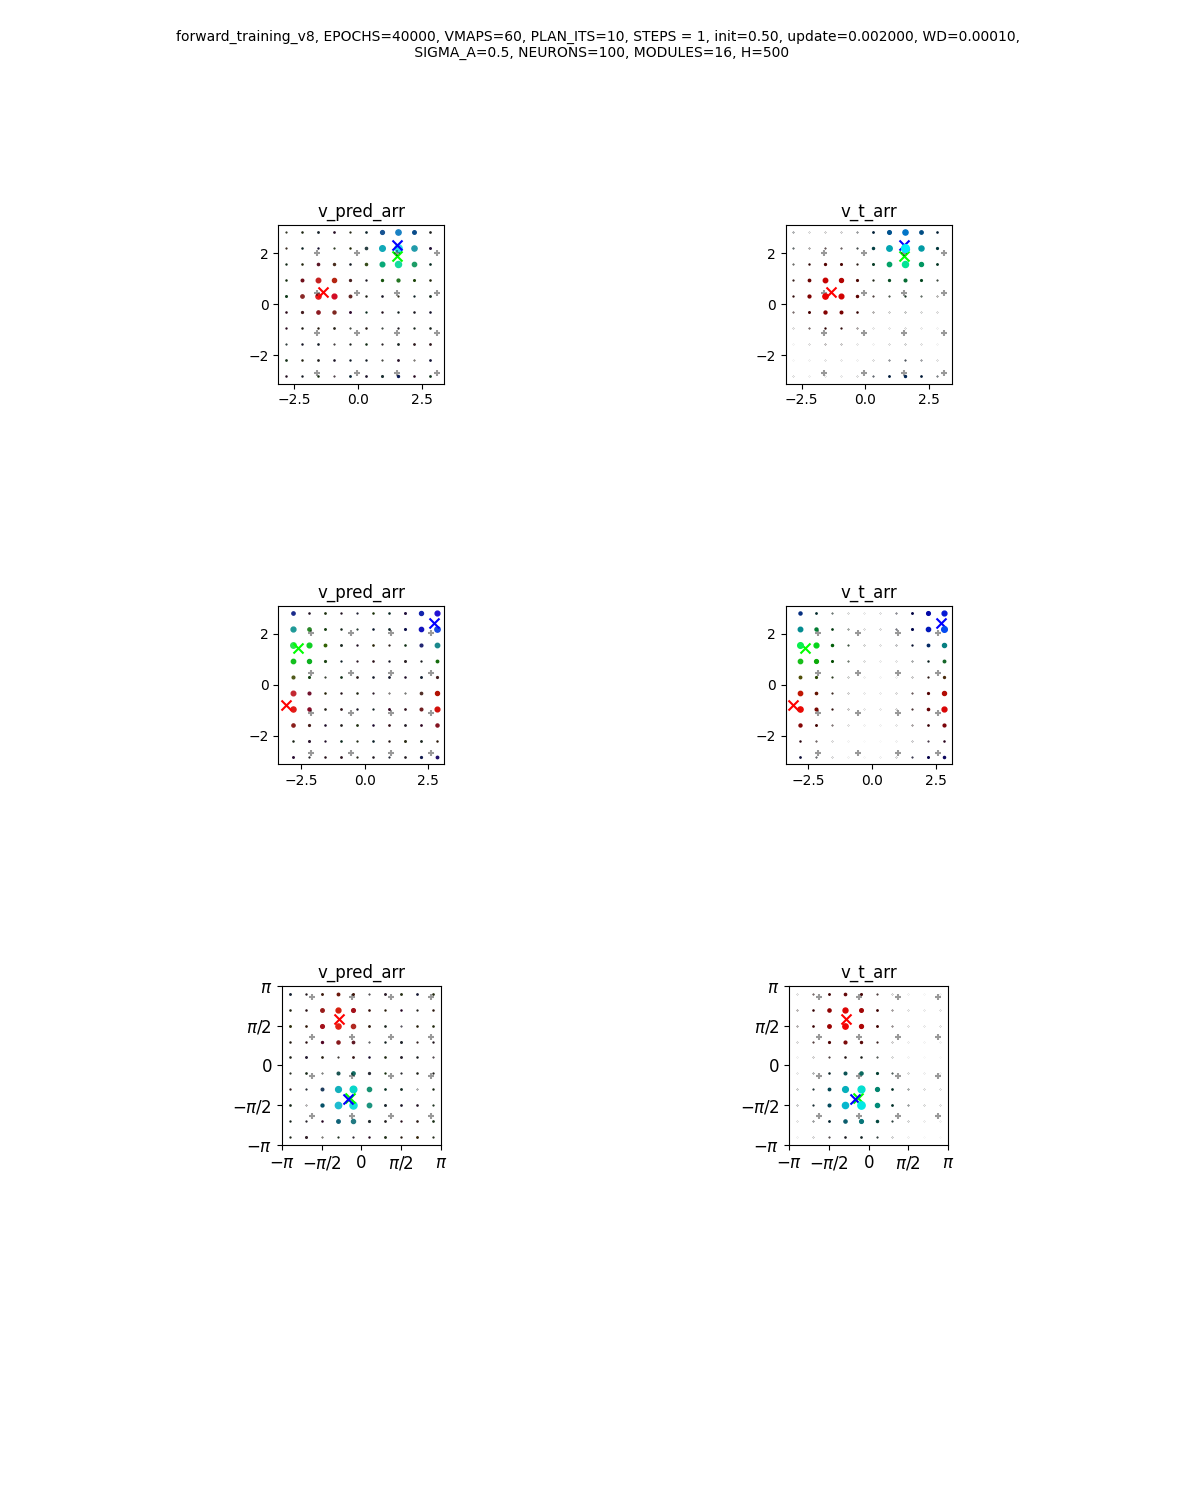 forward_training_v8, EPOCHS=40000, VMAPS=60, PLAN_ITS=10, STEPS = 1, init=0.50, update=0.002000, WD=0.00010,
SIGMA_A=0.5, NEURONS=100, MODULES=16, H=500
v_pred_arr v_t_arr
2 2
0 0
−2 −2
−2.5 0.0 2.5 −2.5 0.0 2.5
v_pred_arr v_t_arr
2 2
0 0
−2 −2
−2.5 0.0 2.5 −2.5 0.0 2.5
v_pred_arr v_t_arr
π π
π/2 π/2
0 0
−π/2 −π/2
−π −π
−π −π/2 0 π/2 π −π −π/2 0 π/2 π